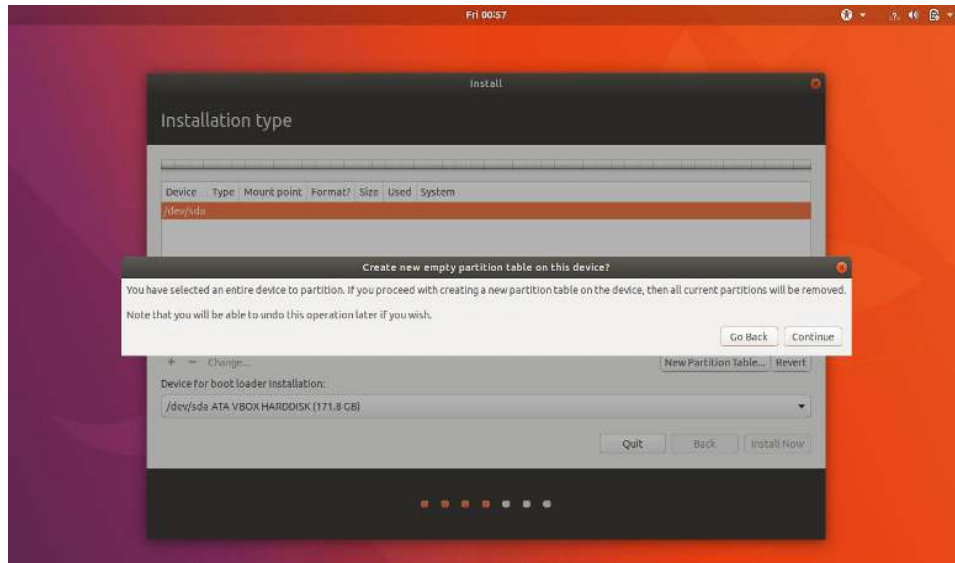 Fri 00:57
Install
Installation type
Device Type Mount point Format? Size Used System
/dev/sda
Create new empty partition table on this device?
You have selected an entire device to partition. If you proceed with creating a new partition table on the device, then all current partitions will be removed.
Note that you will be able to undo this operation later if you wish.
Go Back Continue
+ - Change... New Partition Table... Revert
Device for boot loader installation:
/dev/sda ATA VBOX HARDDISK (171.8 GB)
Quit Back Install Now